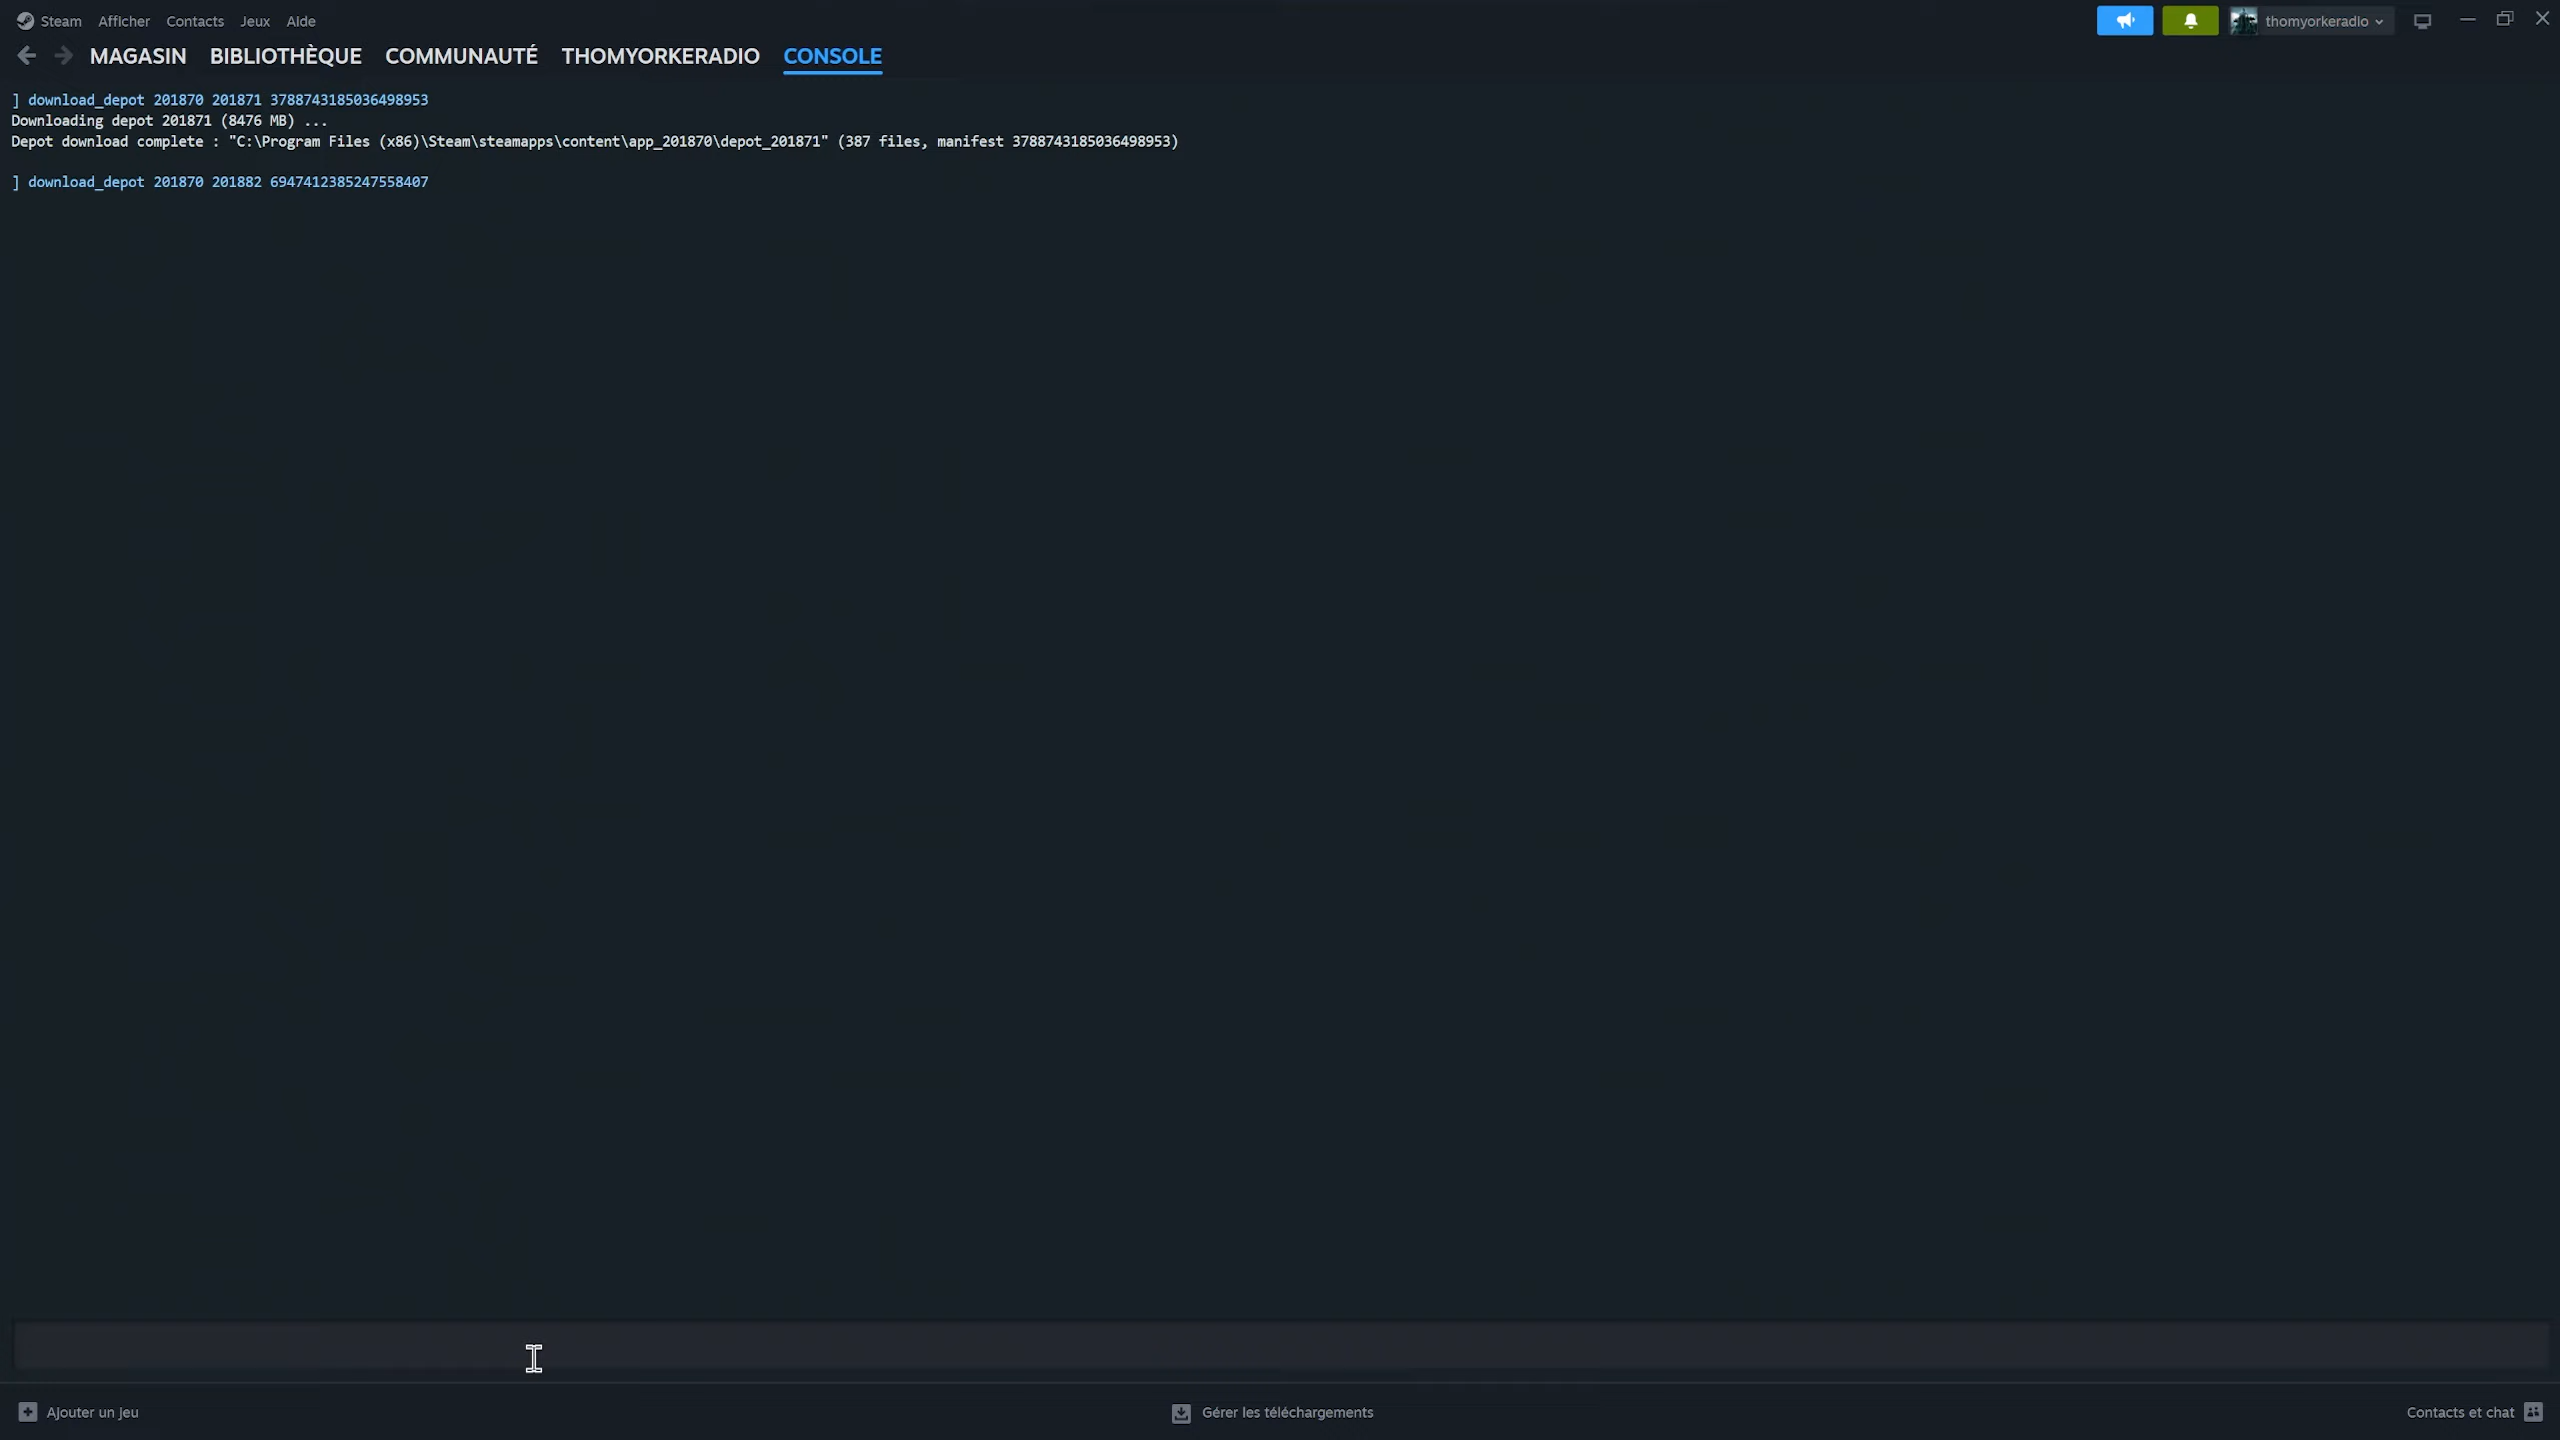 Steam Afficher Contacts Jeux Aide
thomyorkeradio
MAGASIN BIBLIOTHÈQUE COMMUNAUTÉ THOMYORKERADIO CONSOLE
] download_depot 201870 201871 3788743185036498953
Downloading depot 201871 (8476 MB) ...
Depot download complete : "C:\Program Files (x86)\Steam\steamapps\content\app_201870\depot_201871" (387 files, manifest 3788743185036498953)
] download_depot 201870 201882 6947412385247558407
Ajouter un jeu
Gérer les téléchargements
Contacts et chat